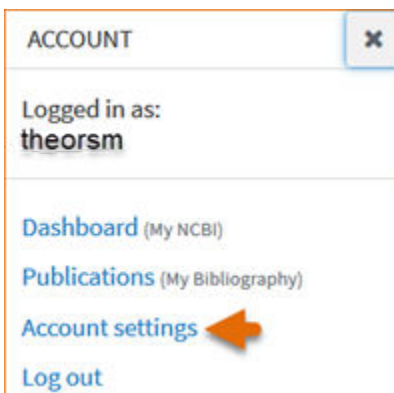 ACCOUNT
Logged in as:
theorsm
Dashboard (My NCBI)
Publications (My Bibliography)
Account settings
Log out